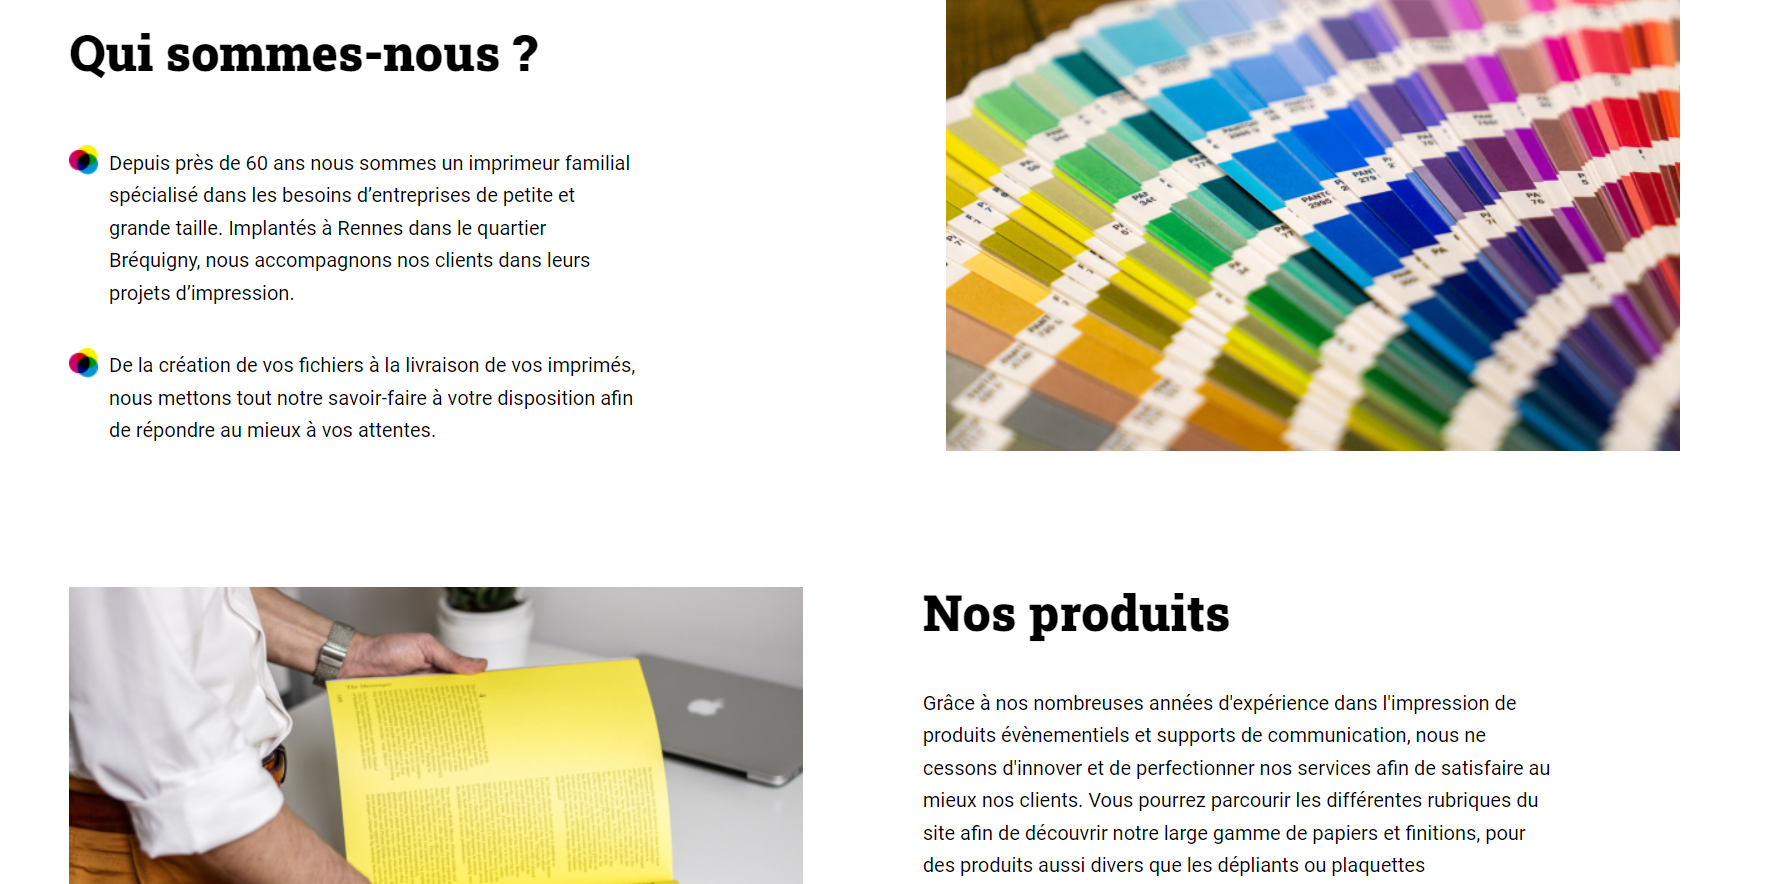 Qui sommes-nous ?
Depuis près de 60 ans nous sommes un imprimeur familial
spécialisé dans les besoins d’entreprises de petite et
grande taille. Implantés à Rennes dans le quartier
Bréquigny, nous accompagnons nos clients dans leurs
projets d’impression.
De la création de vos fichiers à la livraison de vos imprimés,
nous mettons tout notre savoir-faire à votre disposition afin
de répondre au mieux à vos attentes.
Nos produits
Grâce à nos nombreuses années d'expérience dans l'impression de
produits évènementiels et supports de communication, nous ne
cessons d'innover et de perfectionner nos services afin de satisfaire au
mieux nos clients. Vous pourrez parcourir les différentes rubriques du
site afin de découvrir notre large gamme de papiers et finitions, pour
des produits aussi divers que les dépliants ou plaquettes